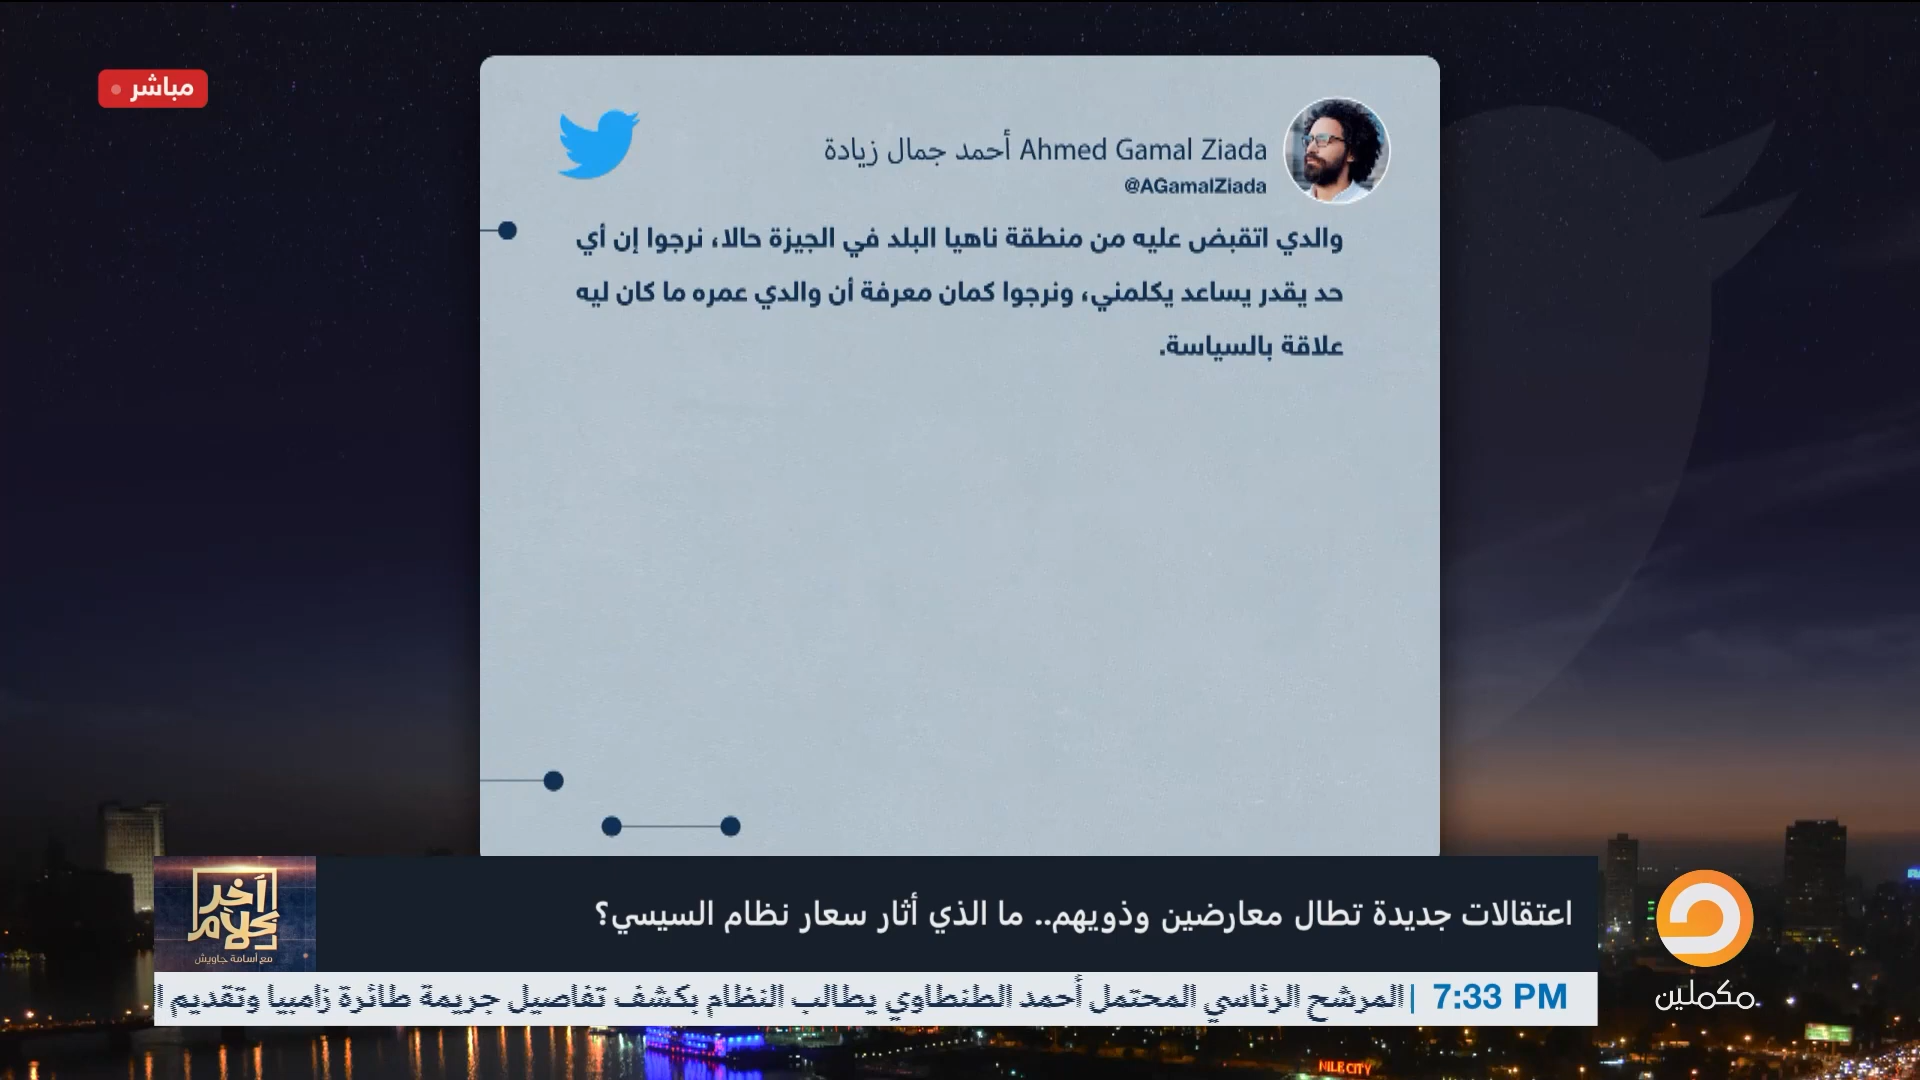 مباشر
Ahmed Gamal Ziada أحمد جمال زيادة
@AGamalZiada
والدي اتقبض عليه من منطقة ناهيا البلد في الجيزة حالا، نرجوا إن أي
حد يقدر يساعد يكلمني، ونرجوا كمان معرفة أن والدي عمره ما كان ليه
علاقة بالسياسة.
اعتقالات جديدة تطال معارضين وذويهم.. ما الذي أثار سعار نظام السيسي؟
آخر
كلام
مع أسامة جاويش
7:33 PM | المرشح الرئاسي المحتمل أحمد الطنطاوي يطالب النظام بكشف تفاصيل جريمة طائرة زامبيا وتقديم ا
مكملين
NILE CITY